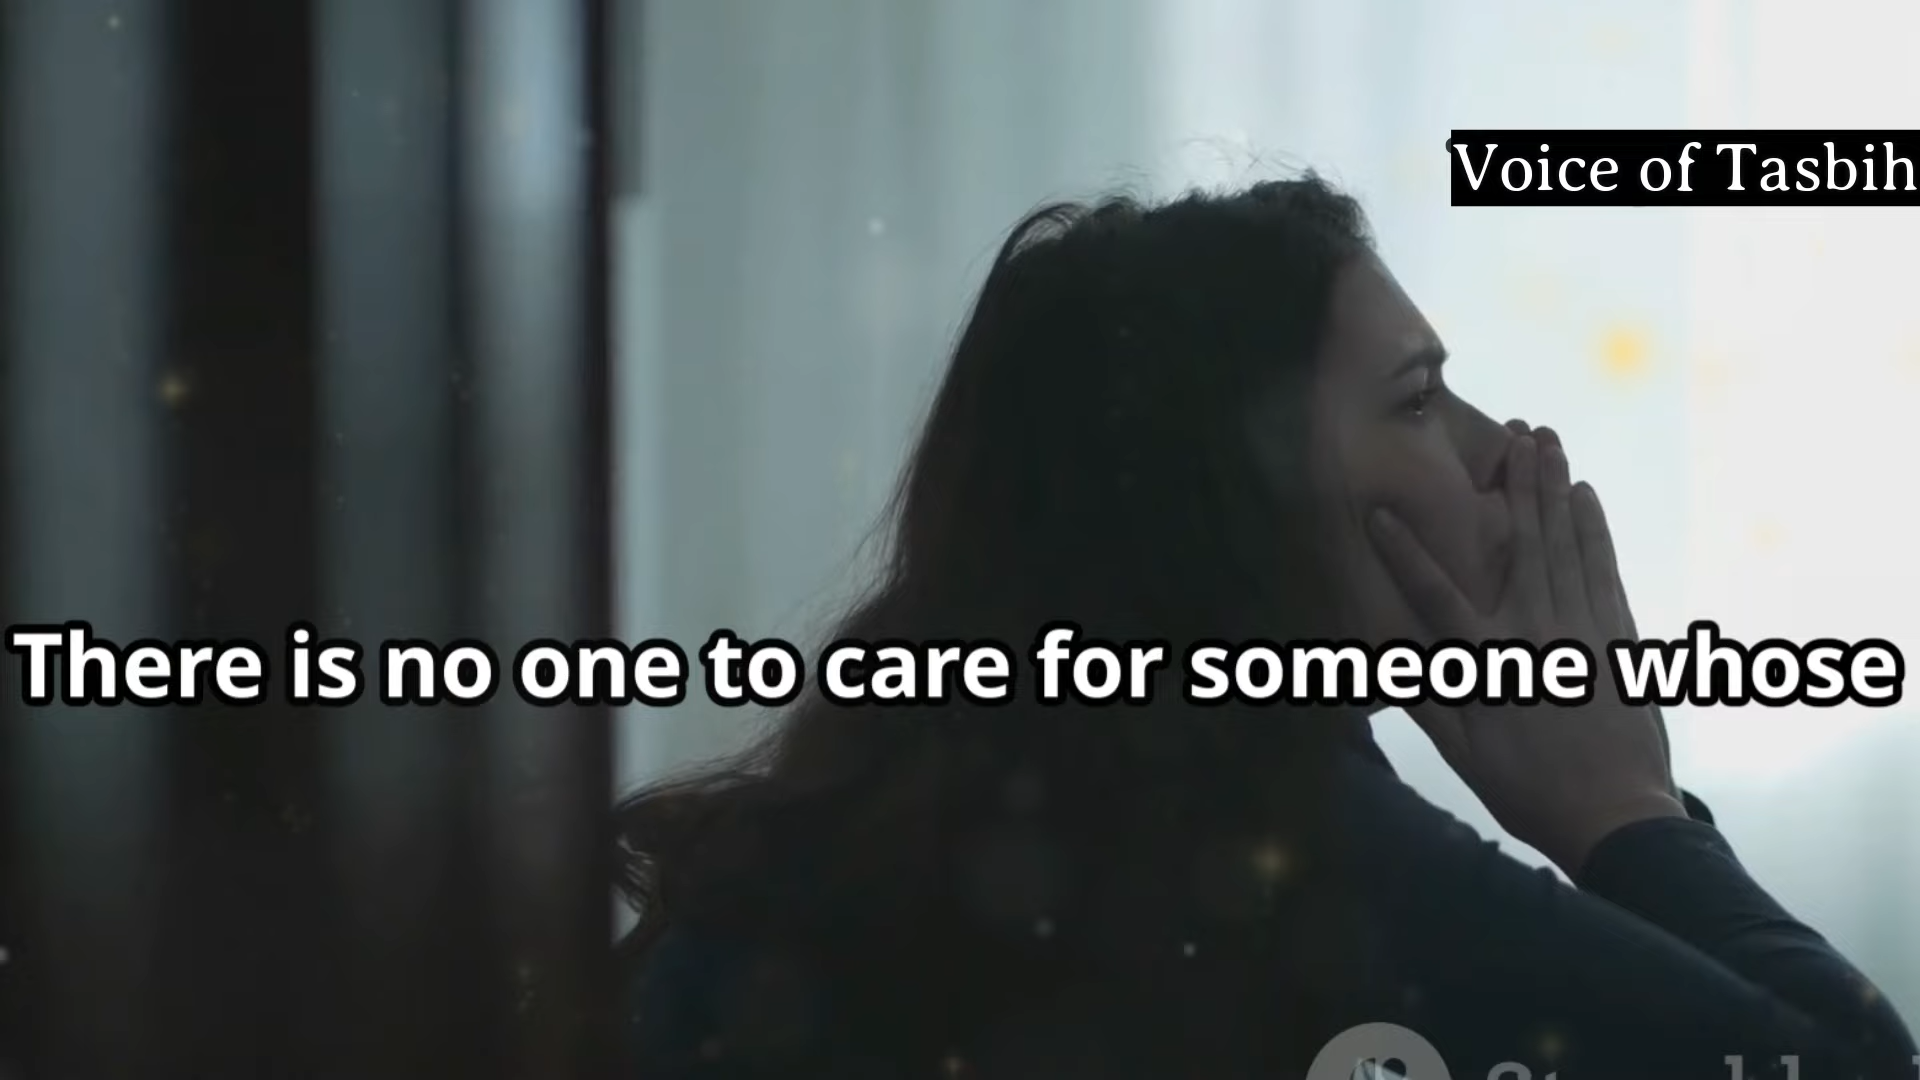 Voice of Tasbih
There is no one to care for someone whose